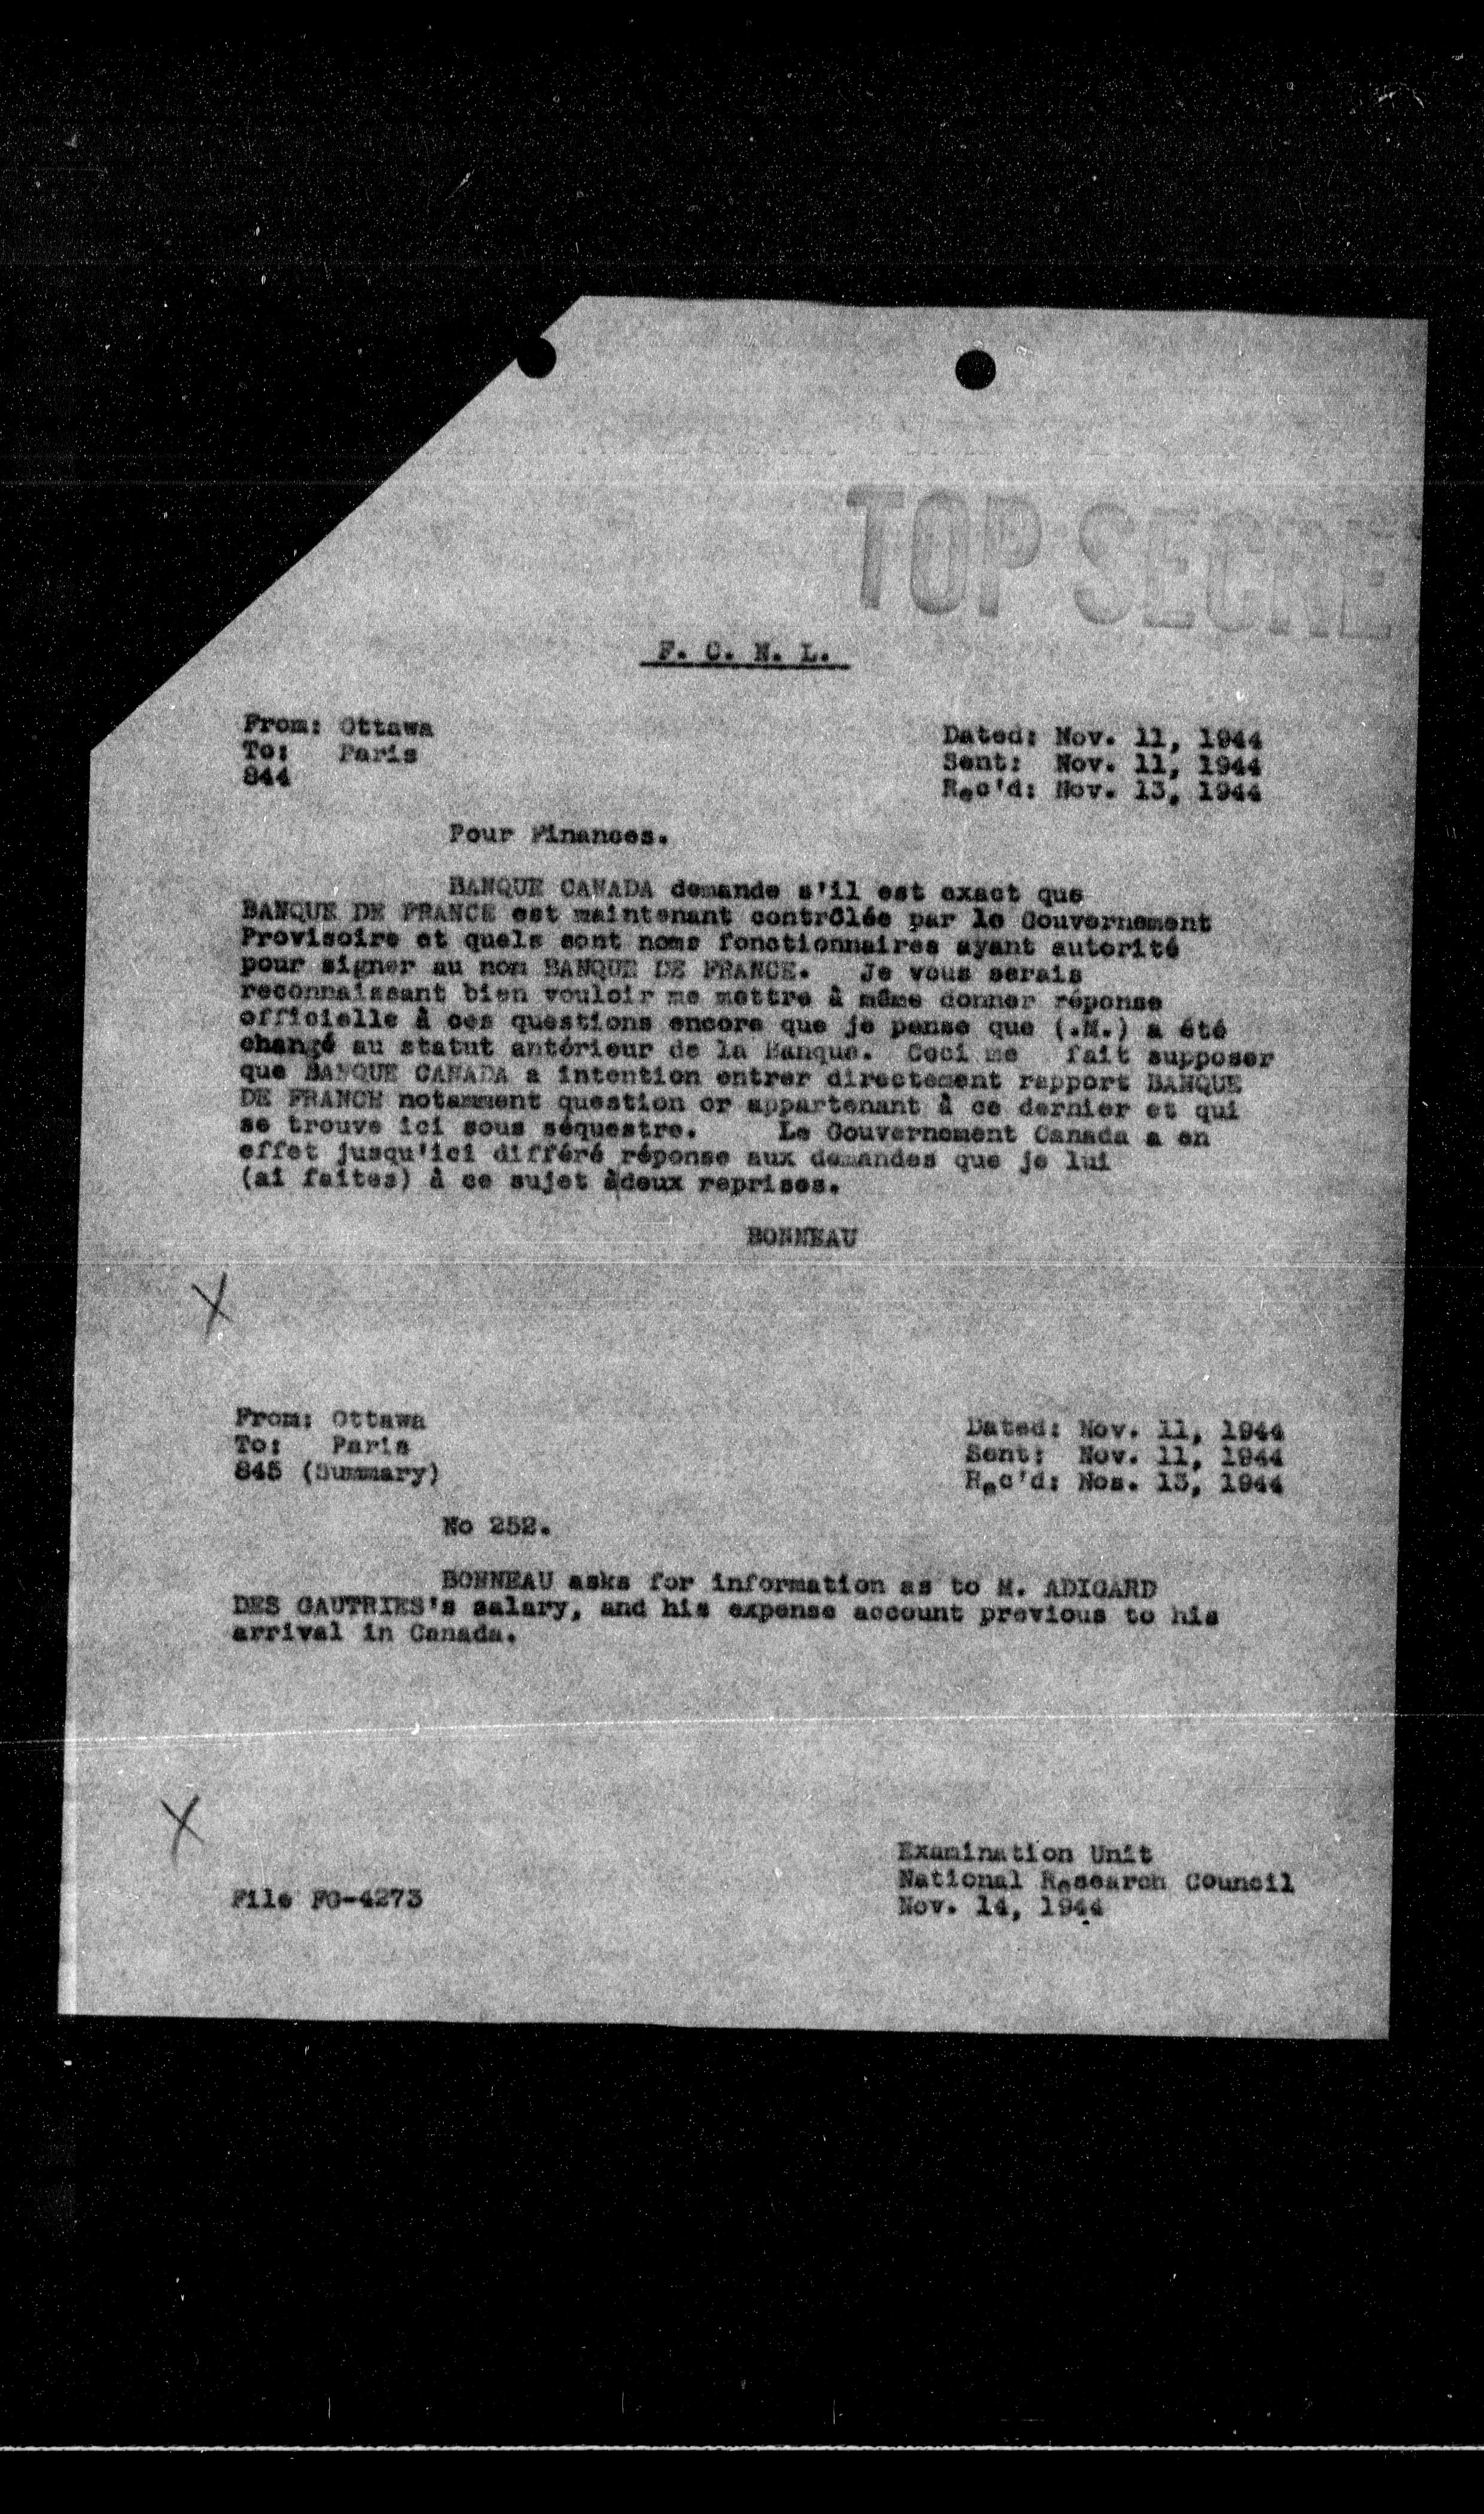 TOP SECRE
F. C. N. L.
From: Ottawa
To: Paris
844
Dated: Nov. 11, 1944
Sent: Nov. 11, 1944
Rec'd: Nov. 13, 1944
Pour Finances.
BANQUE CANADA demande s'il est exact que
BANQUE DE FRANCE est maintenant contrôlée par le Gouvernement
Provisoire et quels sont noms fonctionnaires ayant autorité
pour signer au nom BANQUE DE FRANCE. Je vous serais
reconnaissant bien vouloir me mettre à même donner réponse
officielle à ces questions encore que je pense que (.M.) a été
changé au statut antérieur de la Banque. Ceci me fait supposer
que BANQUE CANADA a intention entrer directement rapport BANQUE
DE FRANCE notamment question or appartenant à ce dernier et qui
se trouve ici sous séquestre. Le Gouvernement Canada a en
effet jusqu'ici différé réponse aux demandes que je lui
(ai faites) à ce sujet à|deux reprises.
BONNEAU
X
From: Ottawa
To: Paris
845 (Summary)
Dated: Nov. 11, 1944
Sent: Nov. 11, 1944
Rec'd: Nos. 13, 1944
No 252.
BONNEAU asks for information as to M. ADIGARD
DES GAUTRIES's salary, and his expense account previous to his
arrival in Canada.
X
Examination Unit
National Research Council
Nov. 14, 1944
File FG-4273